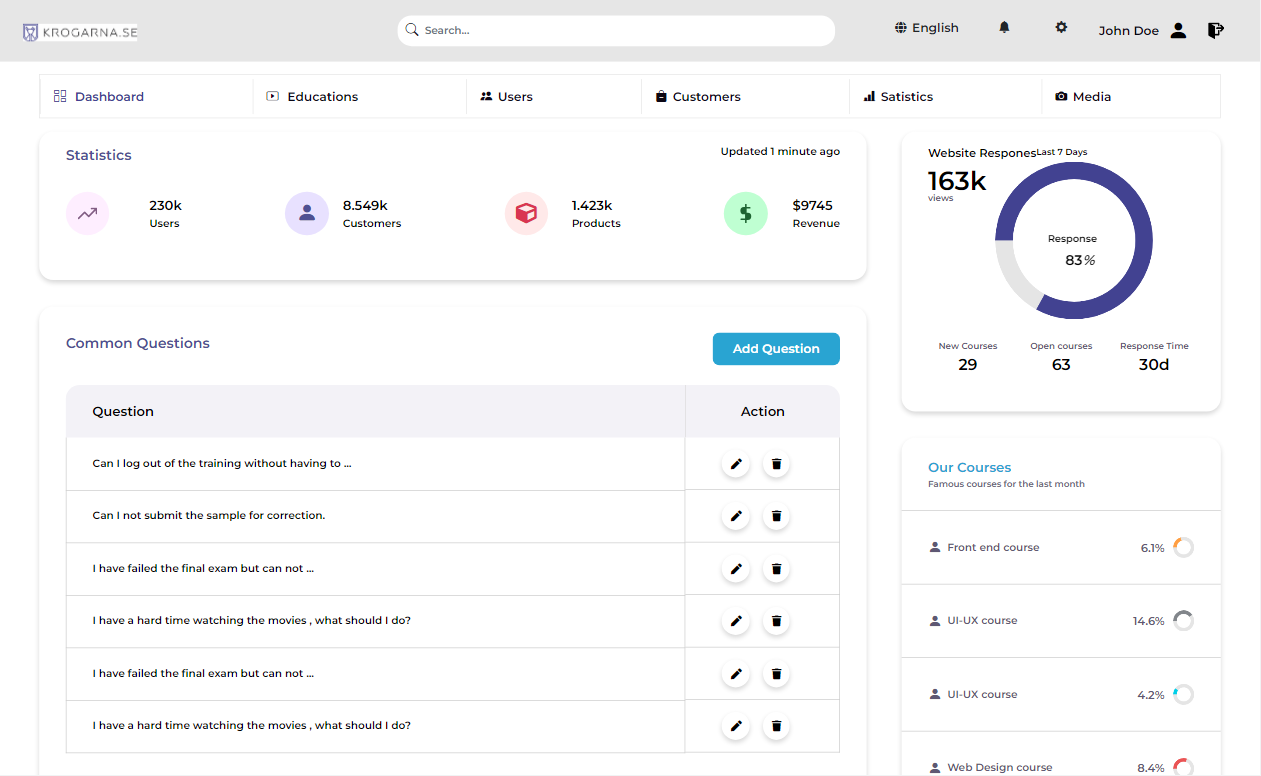 KROGARNA.SE
Search...
English
John Doe
Dashboard
Educations
Users
Customers
Satistics
Media
Statistics
Updated 1 minute ago
230k
Users
8.549k
Customers
1.423k
Products
$9745
Revenue
Website Respones Last 7 Days
163k
views
Response
83%
New Courses
29
Open courses
63
Response Time
30d
Common Questions
Add Question
Question
Action
Can I log out of the training without having to ...
Can I not submit the sample for correction.
I have failed the final exam but can not ...
I have a hard time watching the movies , what should I do?
I have failed the final exam but can not ...
I have a hard time watching the movies , what should I do?
Our Courses
Famous courses for the last month
Front end course 6.1%
UI-UX course 14.6%
UI-UX course 4.2%
Web Design course 8.4%